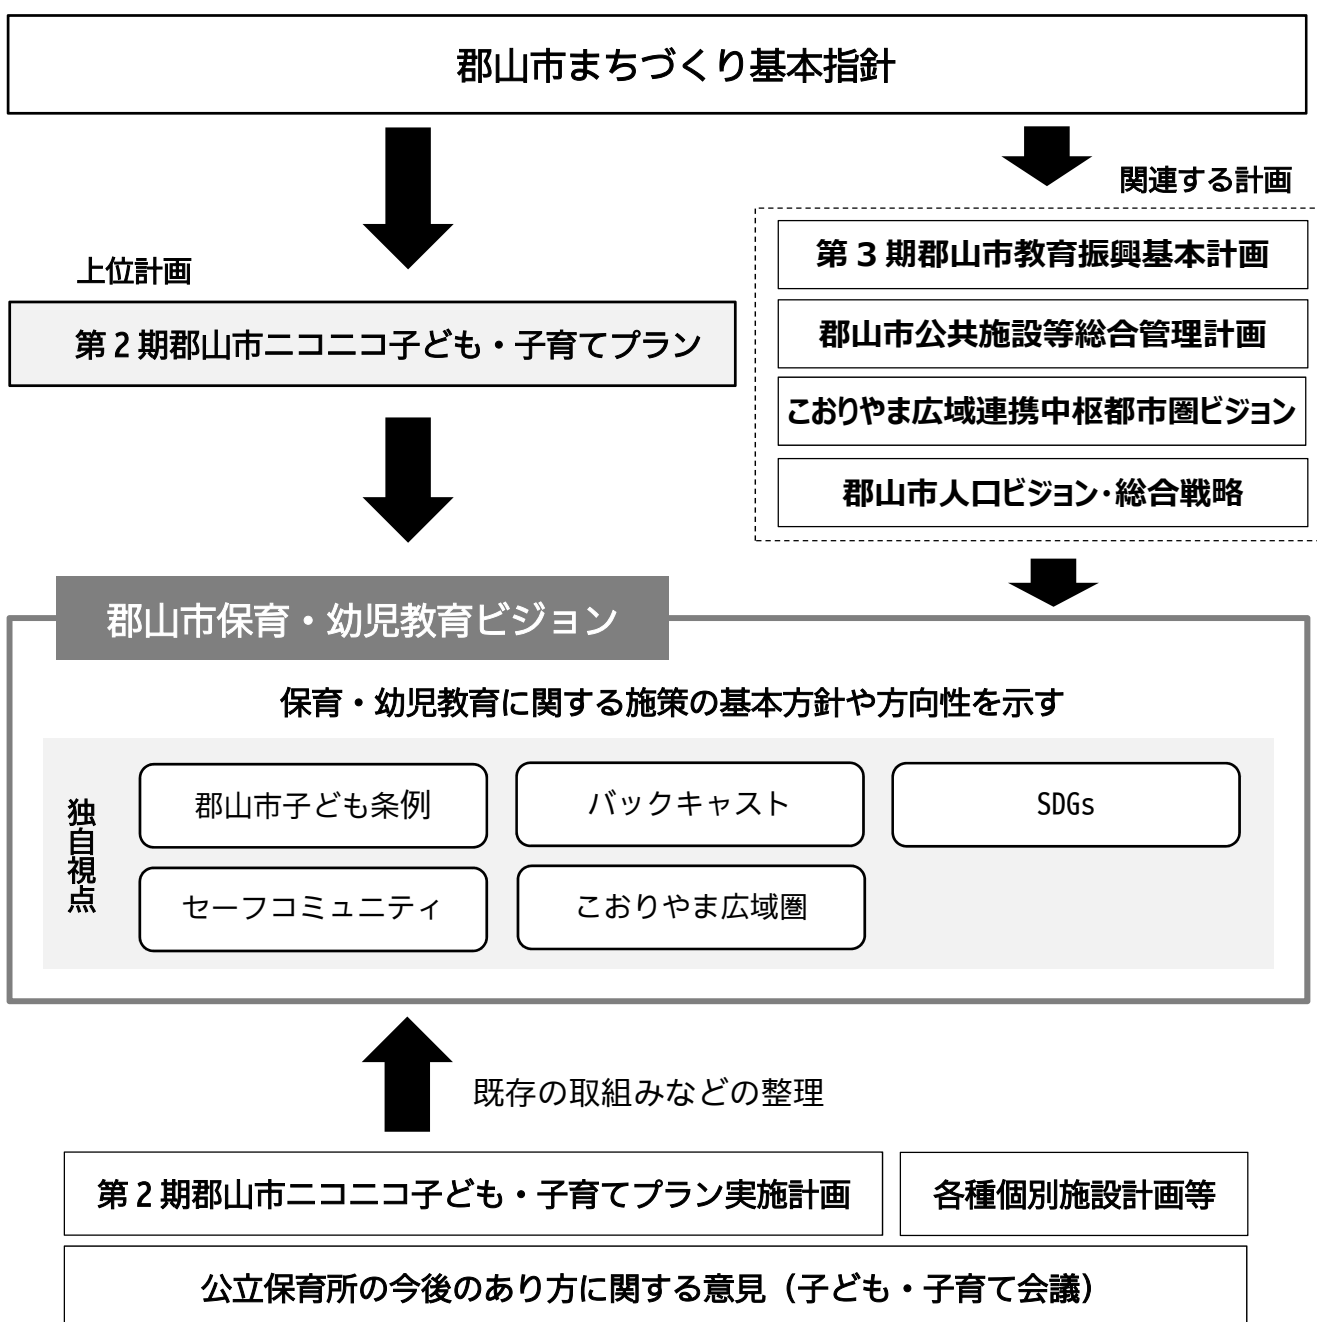 郡山市まちづくり基本指針
関連する計画
第3期郡山市教育振興基本計画
郡山市公共施設等総合管理計画
こおりやま広域連携中枢都市圏ビジョン
郡山市人口ビジョン・総合戦略
上位計画
第2期郡山市ニコニコ子ども・子育てプラン
郡山市保育・幼児教育ビジョン
保育・幼児教育に関する施策の基本方針や方向性を示す
独自視点
郡山市子ども条例
バックキャスト
SDGs
セーフコミュニティ
こおりやま広域圏
既存の取組みなどの整理
第2期郡山市ニコニコ子ども・子育てプラン実施計画
各種個別施設計画等
公立保育所の今後のあり方に関する意見（子ども・子育て会議）